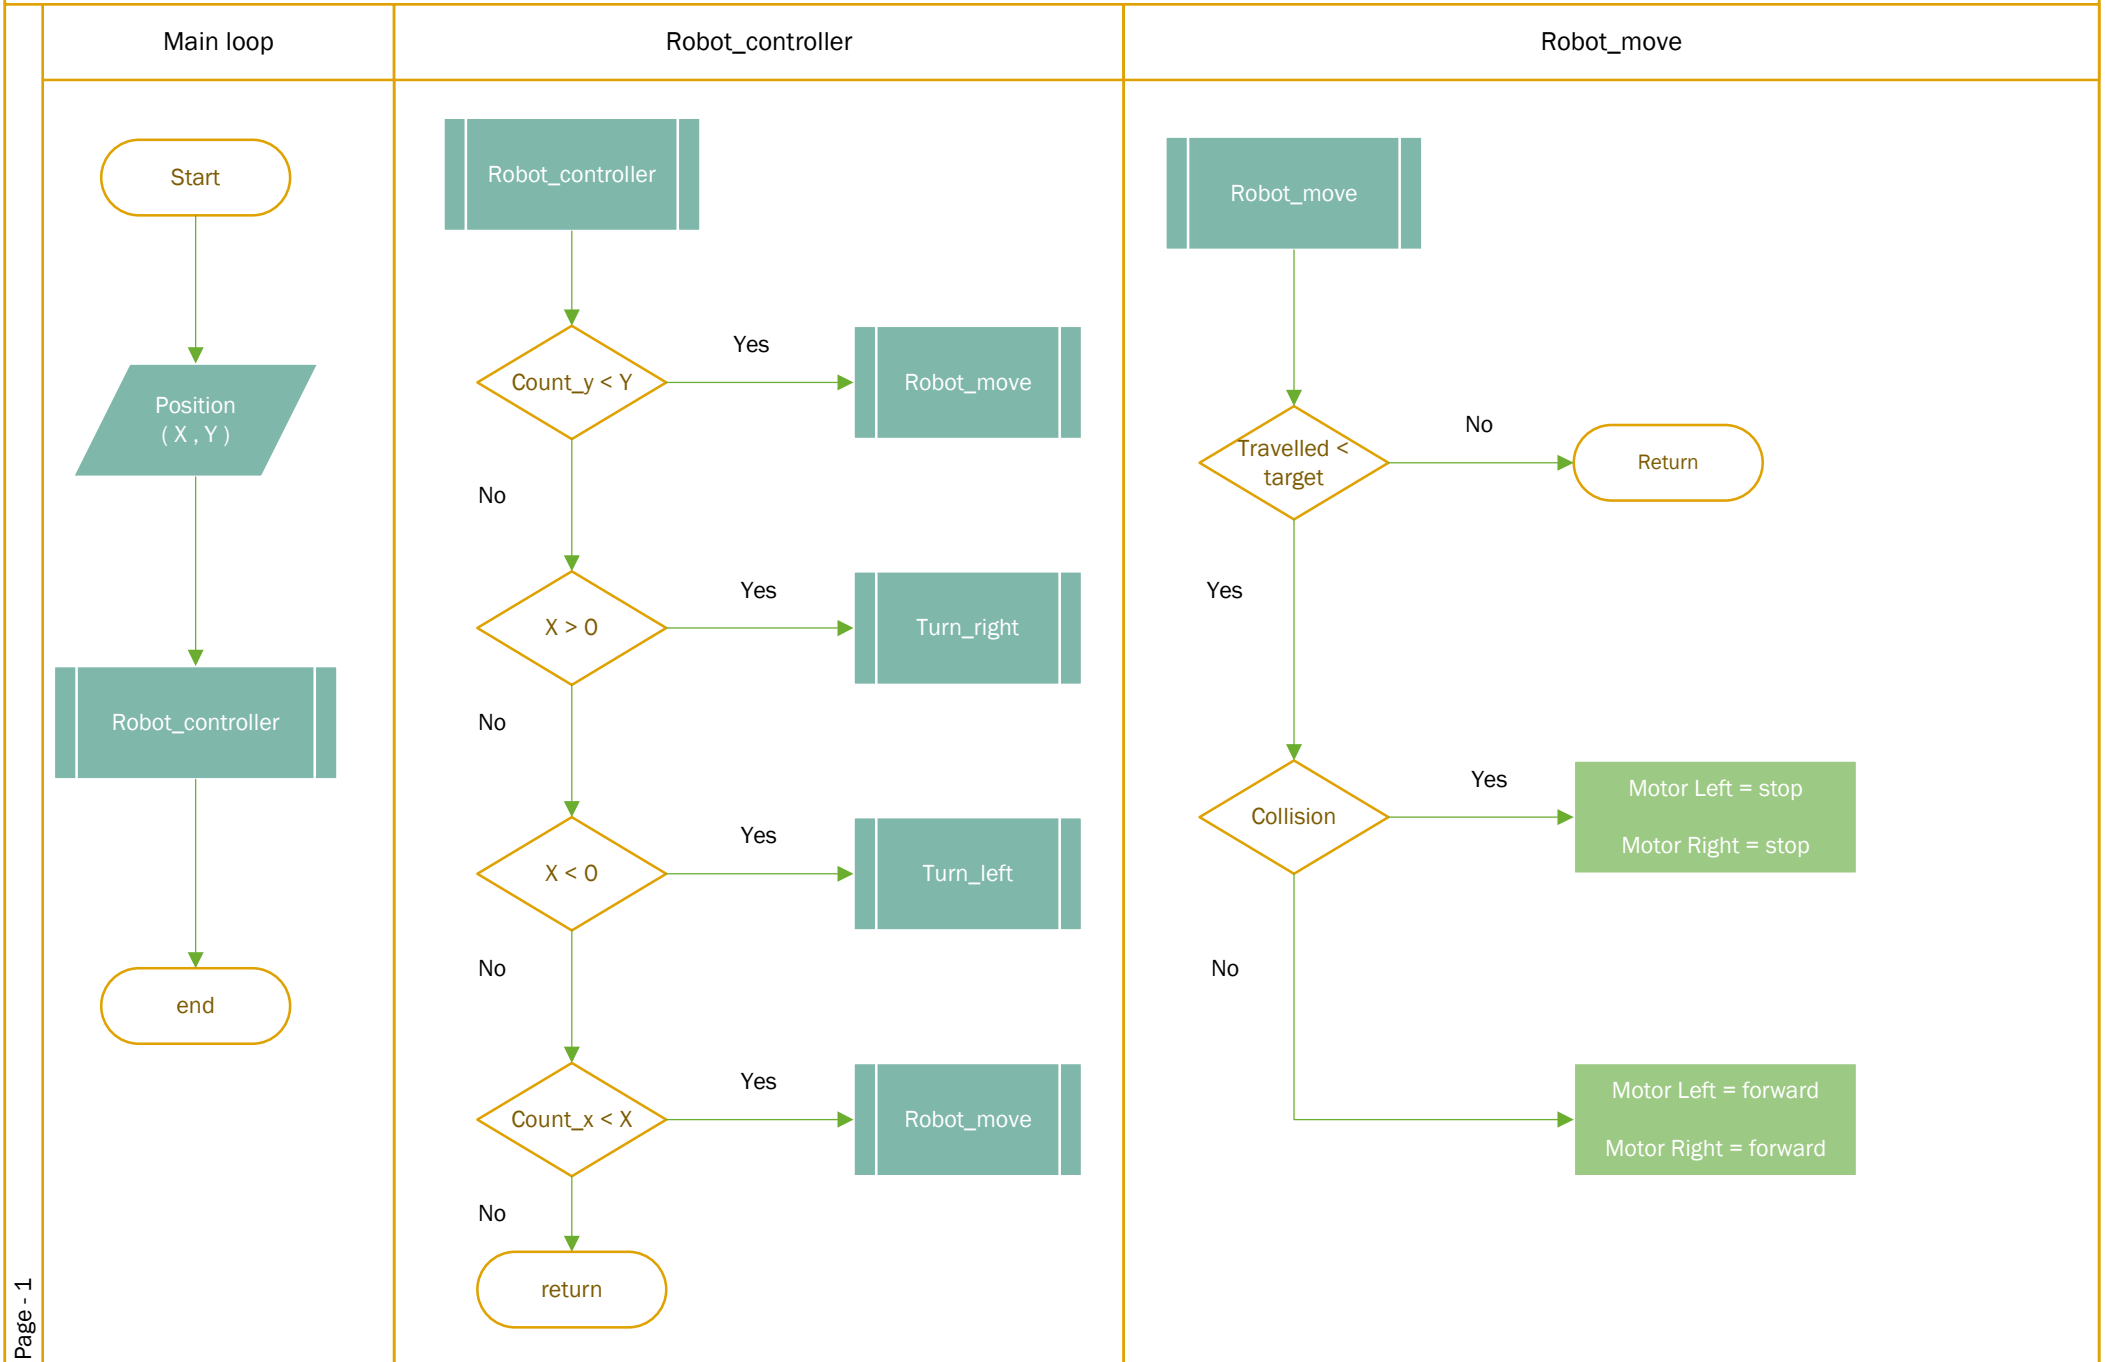 Main loop
Robot_controller
Robot_move
Start
Position
( X , Y )
Robot_controller
end
Robot_controller
Count_y < Y
Yes
Robot_move
No
X > 0
Yes
Turn_right
No
X < 0
Yes
Turn_left
No
Count_x < X
Yes
Robot_move
No
return
Robot_move
Travelled <
target
No
Return
Yes
Collision
Yes
Motor Left = stop
Motor Right = stop
No
Motor Left = forward
Motor Right = forward
Page - 1